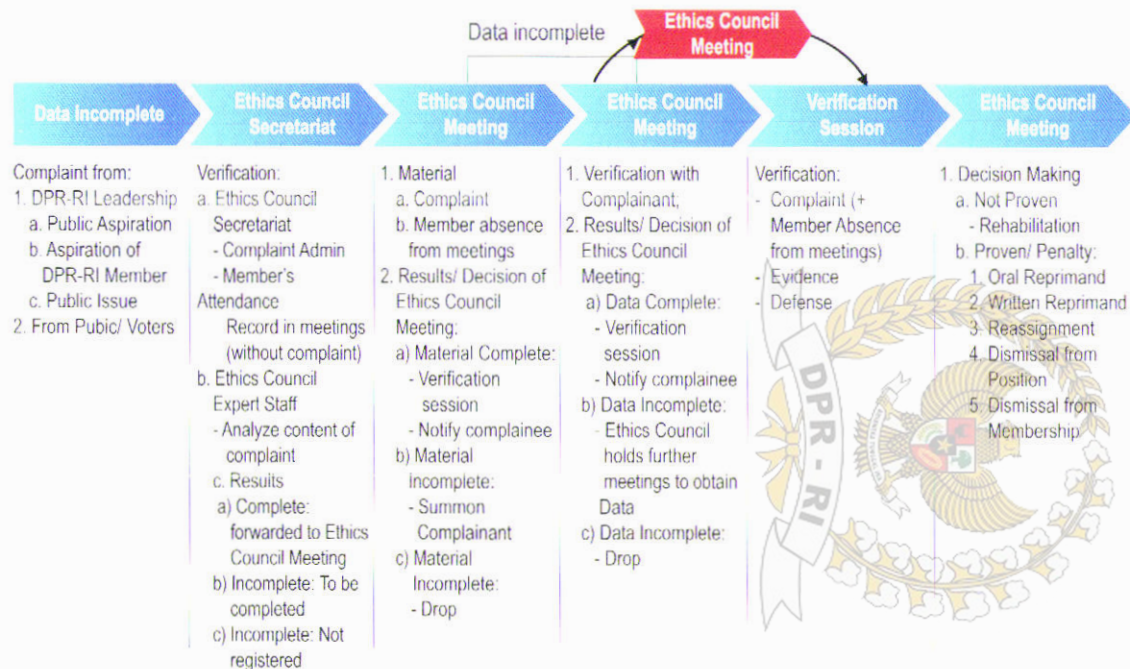 Data incomplete
Ethics Council
Meeting
Data Incomplete
Complaint from:
1. DPR-RI Leadership
a. Public Aspiration
b. Aspiration of
DPR-RI Member
c. Public Issue
2. From Pubic/ Voters
Ethics Council
Secretariat
Verification:
a. Ethics Council
Secretariat
- Complaint Admin
- Member's
Attendance
Record in meetings
(without complaint)
b. Ethics Council
Expert Staff
- Analyze content of
complaint
c. Results
a) Complete:
forwarded to Ethics
Council Meeting
b) Incomplete: To be
completed
c) Incomplete: Not
registered
Ethics Council
Meeting
1. Material
a. Complaint
b. Member absence
from meetings
2. Results/ Decision of
Ethics Council
Meeting:
a) Material Complete:
- Verification
session
- Notify complainee
b) Material
Incomplete:
- Summon
Complainant
c) Material
Incomplete:
- Drop
Ethics Council
Meeting
1. Verification with
Complainant;
2. Results/ Decision of
Ethics Council
Meeting:
a) Data Complete:
- Verification
session
- Notify complainee
b) Data Incomplete:
- Ethics Council
holds further
meetings to obtain
Data
c) Data Incomplete:
- Drop
Verification
Session
Verification:
- Complaint (+
Member Absence
from meetings)
- Evidence
- Defense
Ethics Council
Meeting
1. Decision Making
a. Not Proven
- Rehabilitation
b. Proven/ Penalty:
1. Oral Reprimand
2. Written Reprimand
3. Reassignment
4. Dismissal from
Position
5. Dismissal from
Membership
DPR - RI